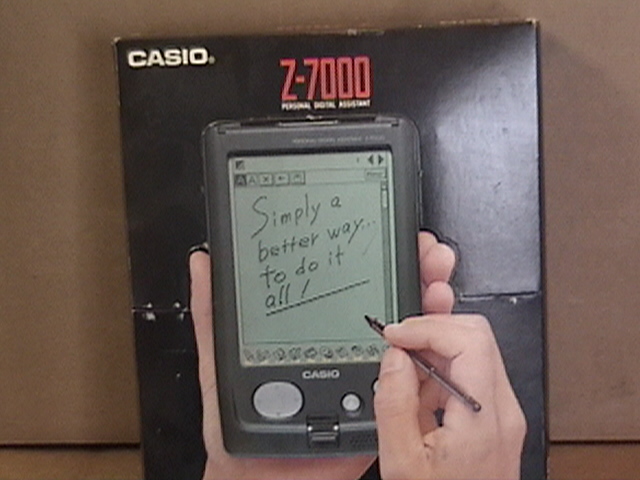 CASIO®
Z-7000
PERSONAL DIGITAL ASSISTANT
Simply a
better way...
to do it
all!
CASIO